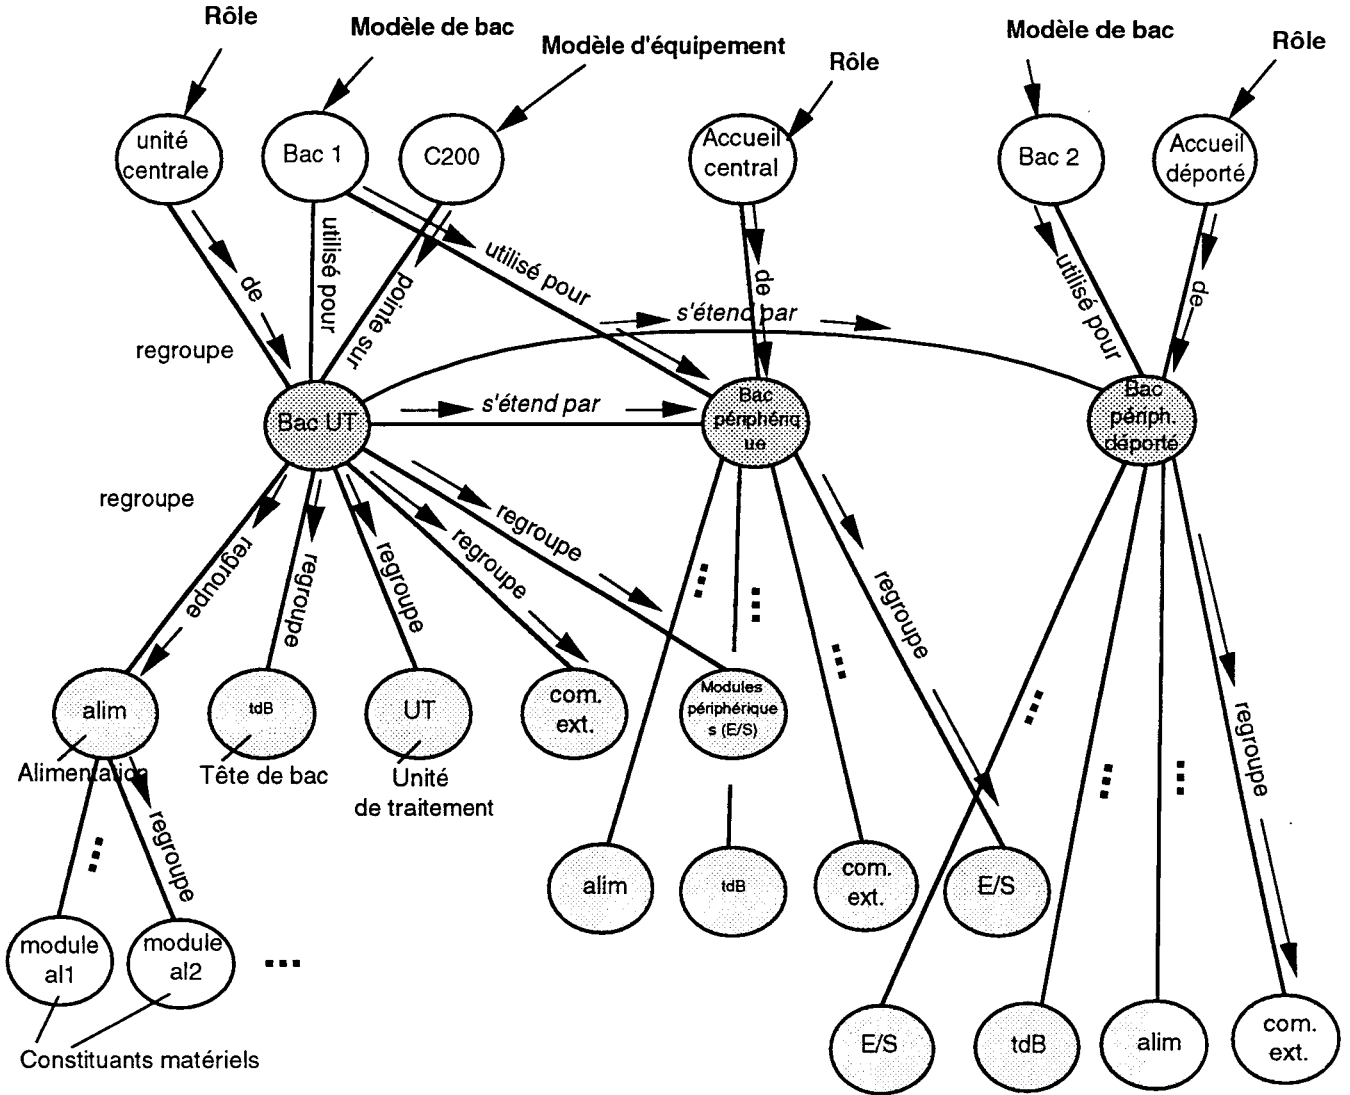 Rôle
Modèle de bac
Modèle d'équipement
Rôle
Modèle de bac
Rôle
unité
centrale
Bac 1
C200
Accueil
central
Bac 2
Accueil
déporté
de
utilisé pour
pointe sur
utilisé pour
de
utilisé pour
de
regroupe
s'étend par
s'étend par
Bac UT
Bac
périphériq
ue
Bac
périph.
déporté
regroupe
regroupe
regroupe
regroupe
regroupe
regroupe
regroupe
regroupe
alim
tdB
UT
com.
ext.
Modules
périphérique
s (E/S)
Alimentation
Tête de bac
Unité
de traitement
regroupe
alim
tdB
com.
ext.
E/S
module
al1
module
al2
...
E/S
tdB
alim
com.
ext.
Constituants matériels